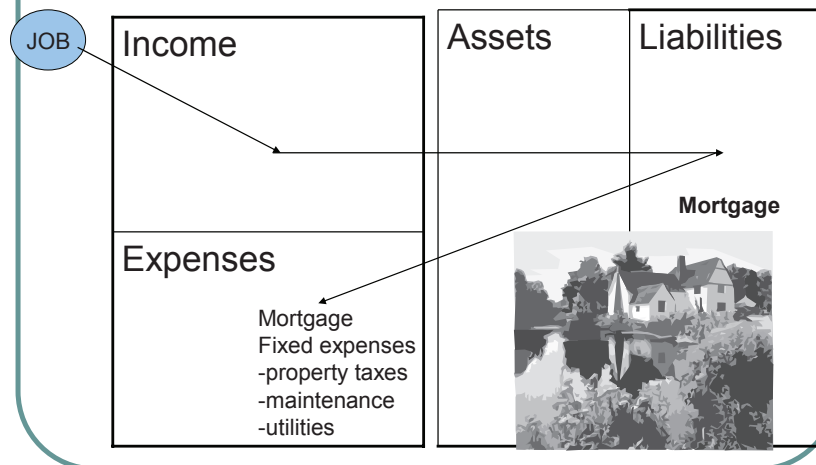 JOB
Income
Assets
Liabilities
Mortgage
Expenses
Mortgage
Fixed expenses
-property taxes
-maintenance
-utilities